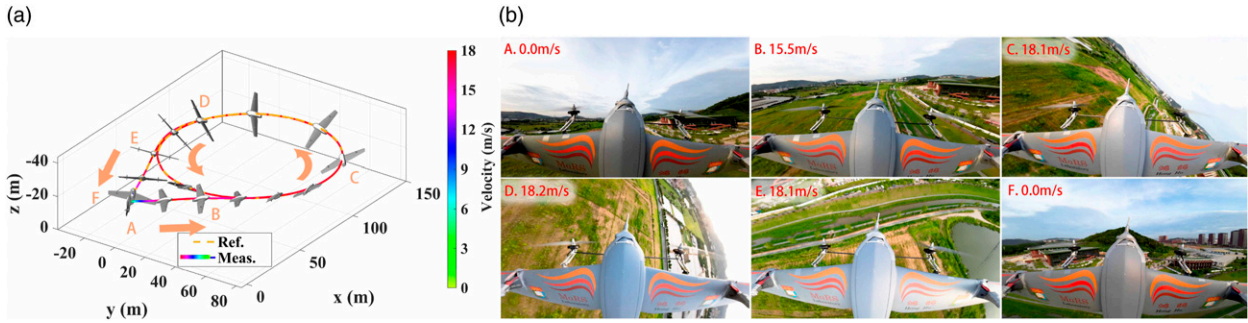 (a)
(b)
18
15
12
9
6
3
0
Velocity (m/s)
-40
-20
0
z (m)
-20
0
20
40
60
80
y (m)
0
50
100
150
x (m)
A
B
C
D
E
F
Ref.
Meas.
A. 0.0m/s
B. 15.5m/s
C. 18.1m/s
D. 18.2m/s
E. 18.1m/s
F. 0.0m/s